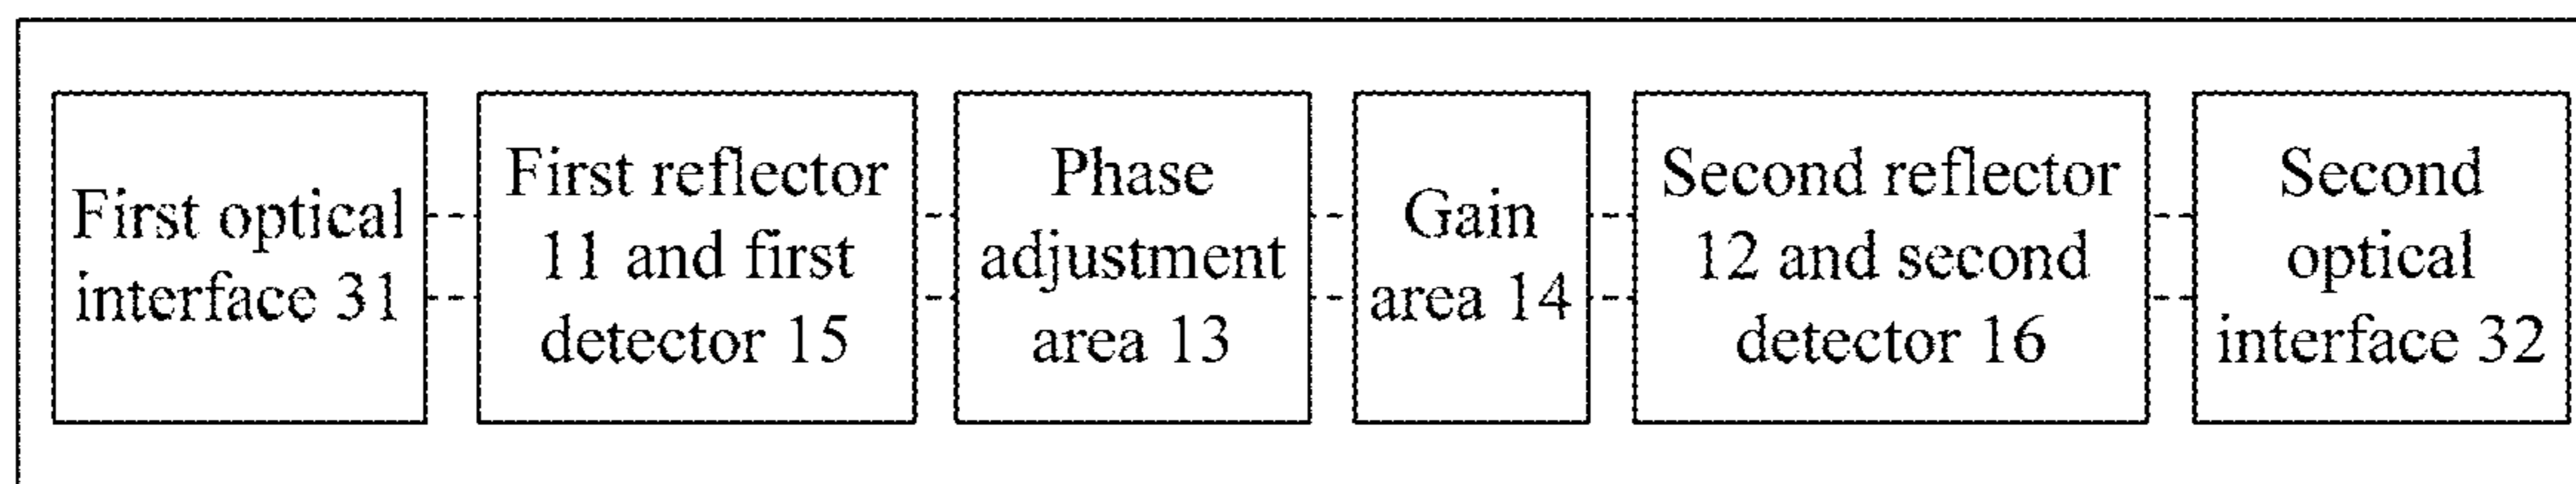 First optical
interface 31
First reflector
11 and first
detector 15
Phase
adjustment
area 13
Gain
area 14
Second reflector
12 and second
detector 16
Second
optical
interface 32